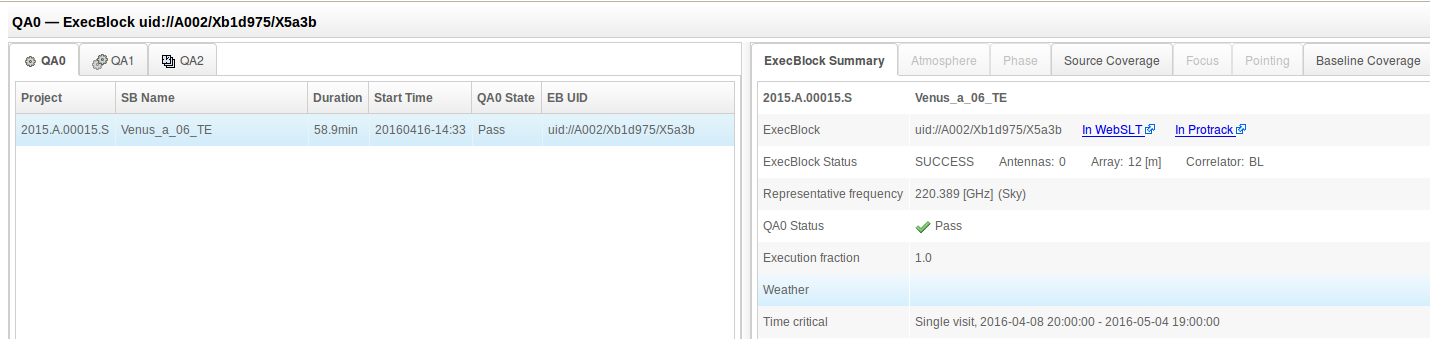 QA0 — ExecBlock uid://A002/Xb1d975/X5a3b
QA0 QA1 QA2
Project SB Name Duration Start Time QA0 State EB UID
2015.A.00015.S Venus_a_06_TE 58.9min 20160416-14:33 Pass uid://A002/Xb1d975/X5a3b
ExecBlock Summary Atmosphere Phase Source Coverage Focus Pointing Baseline Coverage
2015.A.00015.S Venus_a_06_TE
ExecBlock uid://A002/Xb1d975/X5a3b In WebSLT In Protrack
ExecBlock Status SUCCESS Antennas: 0 Array: 12 [m] Correlator: BL
Representative frequency 220.389 [GHz] (Sky)
QA0 Status Pass
Execution fraction 1.0
Weather
Time critical Single visit, 2016-04-08 20:00:00 - 2016-05-04 19:00:00